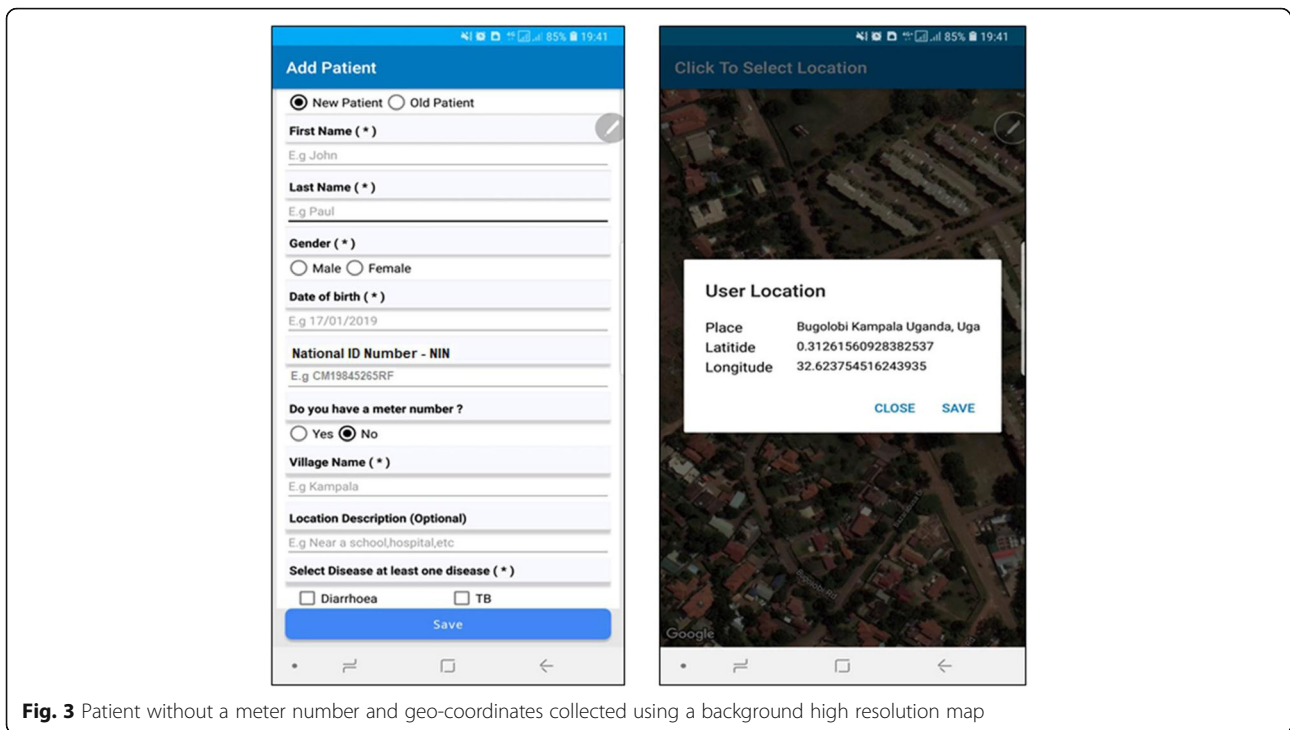 85% 19:41
Add Patient
New Patient Old Patient
First Name ( * )
E.g John
Last Name ( * )
E.g Paul
Gender ( * )
Male Female
Date of birth ( * )
E.g 17/01/2019
National ID Number - NIN
E.g CM19845265RF
Do you have a meter number ?
Yes No
Village Name ( * )
E.g Kampala
Location Description (Optional)
E.g Near a school,hospital,etc
Select Disease at least one disease ( * )
Diarrhoea TB
Save
85% 19:41
Click To Select Location
User Location
Place Bugolobi Kampala Uganda, Uga
Latitide 0.31261560928382537
Longitude 32.623754516243935
CLOSE SAVE
Bugolobi Rd
Google
Fig. 3 Patient without a meter number and geo-coordinates collected using a background high resolution map